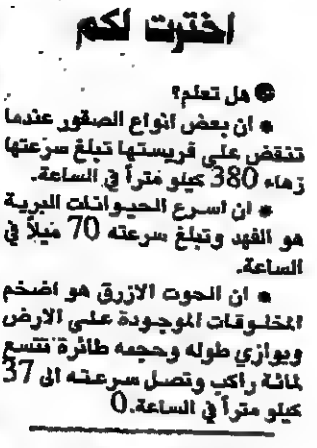 اخترت لكم
● هل تعلم؟
• ان بعض انواع الصقور عندما
تنقض على فريستها تبلغ سرعتها
زهاء 380 كيلو متراً في الساعة.
• ان اسرع الحيوانات البرية
هو الفهد وتبلغ سرعته 70 ميلاً في
الساعة.
• ان الحوت الازرق هو اضخم
المخلوقات الموجودة على الارض
ويوازي طوله وحجمه طائرة تتسع
لمائة راكب وتصل سرعته الى 37
كيلو متراً في الساعة.0